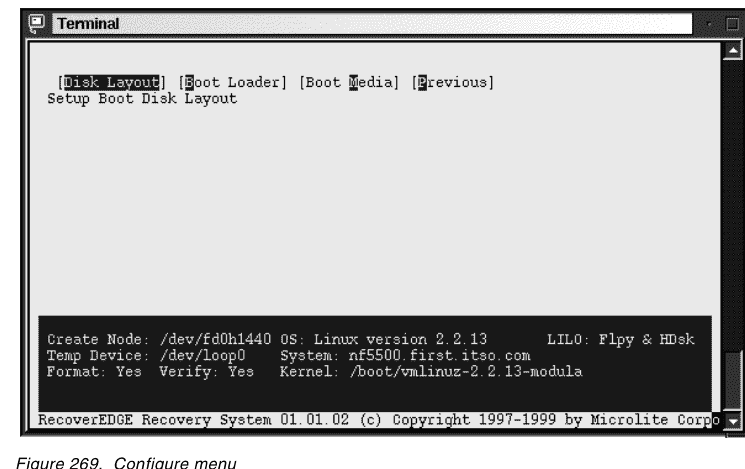 Terminal
[Disk Layout] [Boot Loader] [Boot Media] [Previous]
Setup Boot Disk Layout
Create Node: /dev/fd0h1440 OS: Linux version 2.2.13 LILO: Flpy & HDsk
Temp Device: /dev/loop0 System: nf5500.first.itso.com
Format: Yes Verify: Yes Kernel: /boot/vmlinuz-2.2.13-modula
RecoverEDGE Recovery System 01.01.02 (c) Copyright 1997-1999 by Microlite Corpo
Figure 269. Configure menu